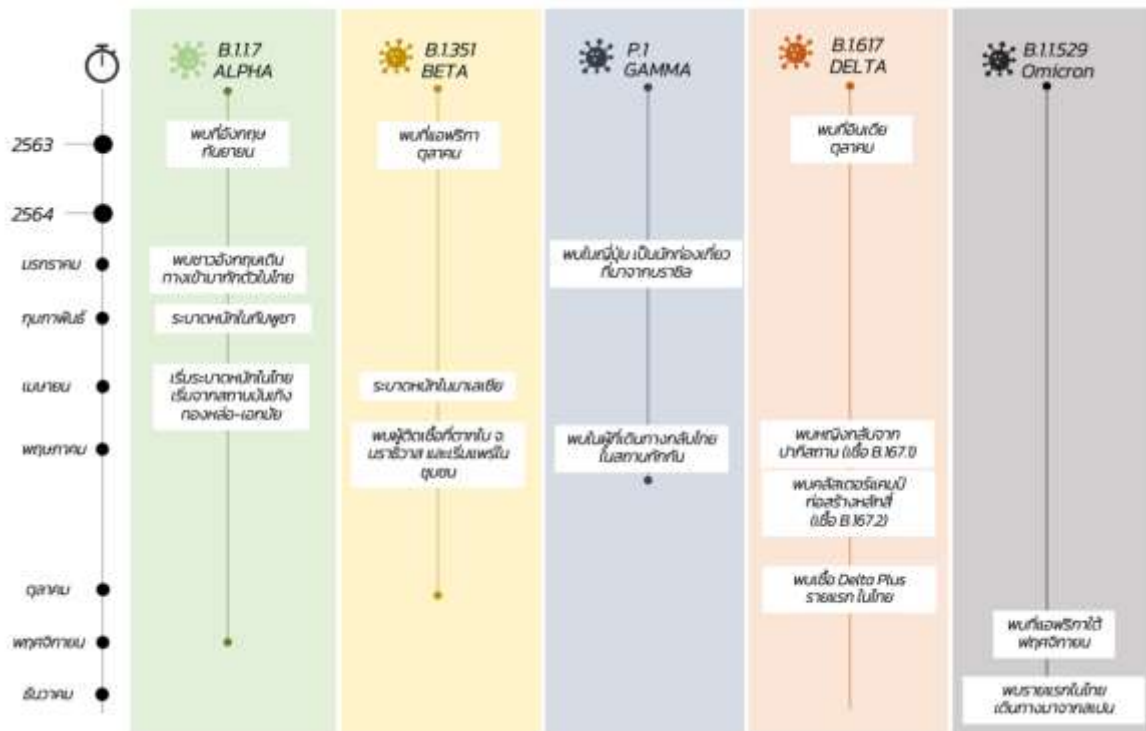 B.1.1.7
ALPHA
B.1.351
BETA
P.1
GAMMA
B.1.617
DELTA
B.1.1.529
Omicron
2563
พบที่อังกฤษ
กันยายน
พบที่แอฟริกา
ตุลาคม
พบที่อินเดีย
ตุลาคม
2564
มรกราคม
พบชาวอังกฤษเดิน
ทางเข้ามากักตัวในไทย
พบในญี่ปุ่น เป็นนักท่องเที่ยว
ที่มาจากบราซิล
กุมภาพันธ์
ระบาดหนักในกัมพูชา
เมษายน
เริ่มระบาดหนักในไทย
เริ่มจากสถานบันเทิง
ทองหล่อ-เอกมัย
ระบาดหนักในมาเลเซีย
พฤษภาคม
พบผู้ติดเชื้อที่ตากใบ จ.
นราธิวาส และเริ่มแพร่ใน
ชุมชน
พบในผู้ที่เดินทางกลับไทย
ในสถานกักกัน
พบหญิงกลับจาก
ปากีสถาน (เชื้อ B.167.1)
พบคลัสเตอร์แคมป์
ก่อสร้างหลักสี่
(เชื้อ B.167.2)
ตุลาคม
พบเชื้อ Delta Plus
รายแรก ในไทย
พฤศจิกายน
พบที่แอฟริกาใต้
พฤศจิกายน
ธันวาคม
พบรายแรกในไทย
เดินทางมาจากสเปน